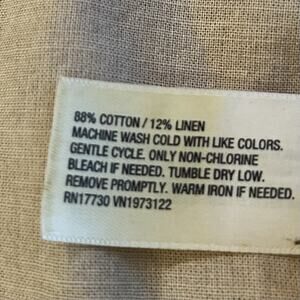 88% COTTON / 12% LINEN
MACHINE WASH COLD WITH LIKE COLORS.
GENTLE CYCLE. ONLY NON-CHLORINE
BLEACH IF NEEDED. TUMBLE DRY LOW.
REMOVE PROMPTLY. WARM IRON IF NEEDED.
RN17730 VN1973122